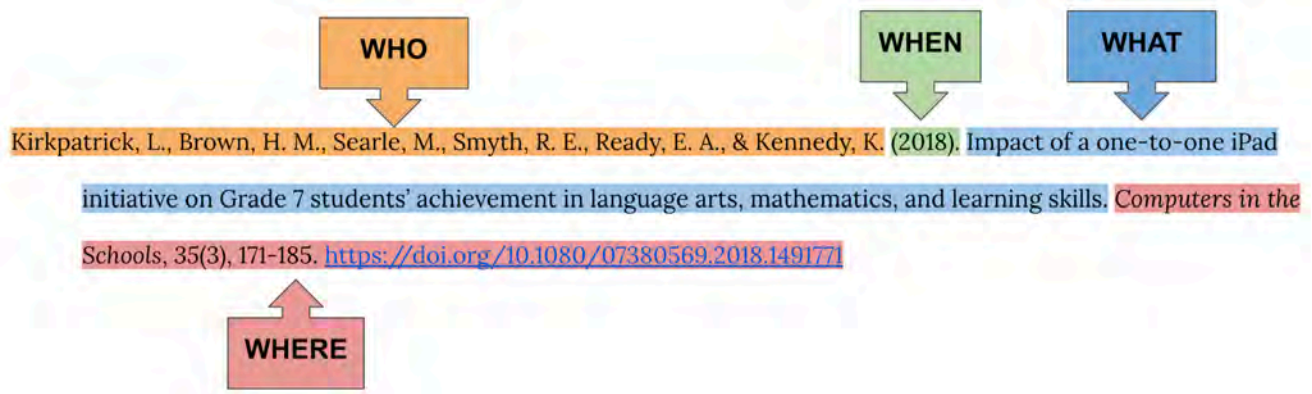 WHO
WHEN
WHAT
Kirkpatrick, L., Brown, H. M., Searle, M., Smyth, R. E., Ready, E. A., & Kennedy, K. (2018). Impact of a one-to-one iPad
initiative on Grade 7 students’ achievement in language arts, mathematics, and learning skills. Computers in the
Schools, 35(3), 171-185. https://doi.org/10.1080/07380569.2018.1491771
WHERE